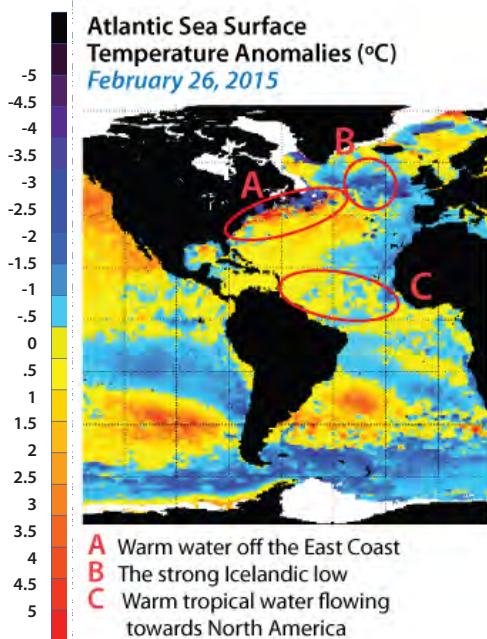 Atlantic Sea Surface
Temperature Anomalies (ºC)
February 26, 2015
-5
-4.5
-4
-3.5
-3
-2.5
-2
-1.5
-1
-.5
0
.5
1
1.5
2
2.5
3
3.5
4
4.5
5
A
B
C
A Warm water off the East Coast
B The strong Icelandic low
C Warm tropical water flowing
towards North America